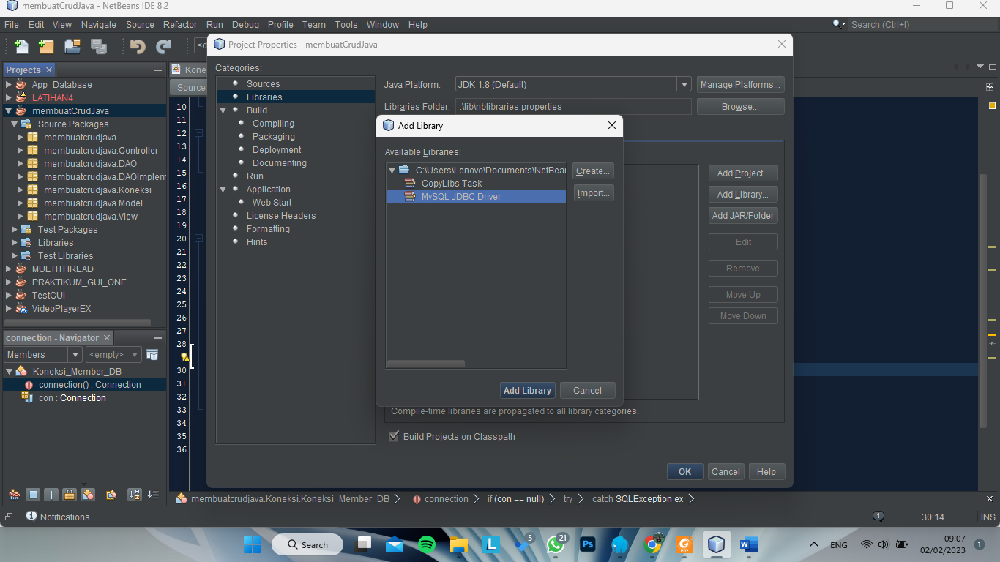 membuatCrudJava - NetBeans IDE 8.2
File Edit View Navigate Source Refactor Run Debug Profile Team Tools Window Help
Search (Ctrl+I)
Projects
App_Database
LATIHAN4
membuatCrudJava
Source Packages
membuatcrudjava
membuatcrudjava.Controller
membuatcrudjava.DAO
membuatcrudjava.DAOImplem
membuatcrudjava.Koneksi
membuatcrudjava.Model
membuatcrudjava.View
Test Packages
Libraries
Test Libraries
MULTITHREAD
PRAKTIKUM_GUI_ONE
TestGUI
VideoPlayerEX
connection - Navigator
Members
<empty>
Koneksi_Member_DB
connection() : Connection
con : Connection
<d
Kone
Source
10
11
12
13
14
15
16
17
18
19
20
21
22
23
24
25
26
27
28
30
31
32
33
34
35
36
Project Properties - membuatCrudJava
Categories:
Sources
Libraries
Build
Compiling
Packaging
Deployment
Documenting
Run
Application
Web Start
License Headers
Formatting
Hints
Java Platform: JDK 1.8 (Default) Manage Platforms...
Libraries Folder: .\lib\nblibraries.properties Browse...
Add Project...
Add Library...
Add JAR/Folder
Edit
Remove
Move Up
Move Down
Compile-time libraries are propagated to all library categories.
Build Projects on Classpath
OK Cancel Help
Add Library
Available Libraries:
C:\Users\Lenovo\Documents\NetBea
CopyLibs Task
MySQL JDBC Driver
Create...
Import...
Add Library Cancel
membuatcrudjava.Koneksi.Koneksi_Member_DB connection if (con == null) try catch SQLException ex
Notifications
1
30:14 INS
Search
5
21
Ps
L
W
ENG
09:07
02/02/2023
1